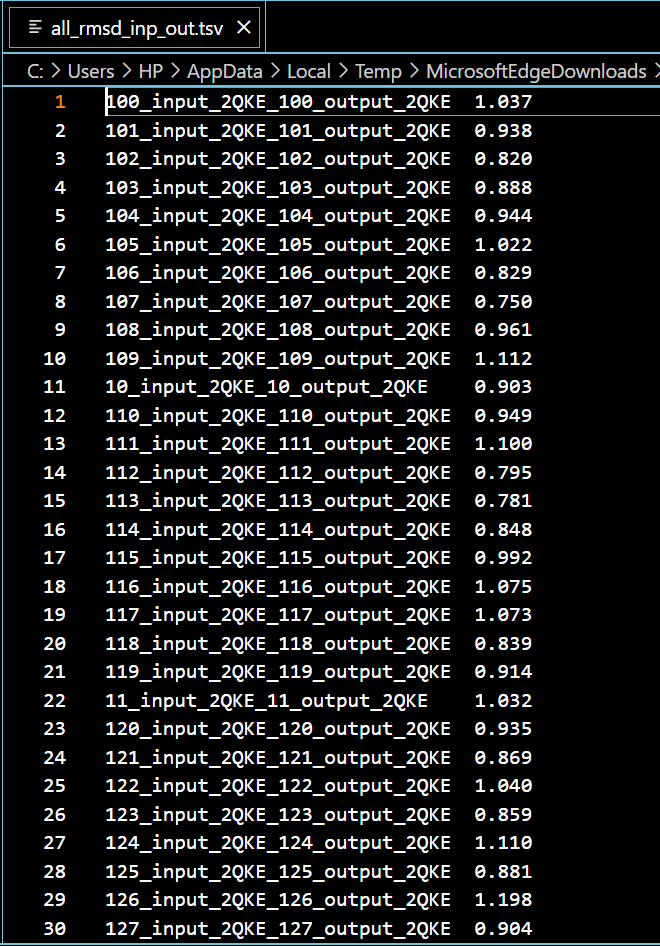 all_rmsd_inp_out.tsv
C: > Users > HP > AppData > Local > Temp > MicrosoftEdgeDownloads >
1 100_input_2QKE_100_output_2QKE 1.037
2 101_input_2QKE_101_output_2QKE 0.938
3 102_input_2QKE_102_output_2QKE 0.820
4 103_input_2QKE_103_output_2QKE 0.888
5 104_input_2QKE_104_output_2QKE 0.944
6 105_input_2QKE_105_output_2QKE 1.022
7 106_input_2QKE_106_output_2QKE 0.829
8 107_input_2QKE_107_output_2QKE 0.750
9 108_input_2QKE_108_output_2QKE 0.961
10 109_input_2QKE_109_output_2QKE 1.112
11 10_input_2QKE_10_output_2QKE 0.903
12 110_input_2QKE_110_output_2QKE 0.949
13 111_input_2QKE_111_output_2QKE 1.100
14 112_input_2QKE_112_output_2QKE 0.795
15 113_input_2QKE_113_output_2QKE 0.781
16 114_input_2QKE_114_output_2QKE 0.848
17 115_input_2QKE_115_output_2QKE 0.992
18 116_input_2QKE_116_output_2QKE 1.075
19 117_input_2QKE_117_output_2QKE 1.073
20 118_input_2QKE_118_output_2QKE 0.839
21 119_input_2QKE_119_output_2QKE 0.914
22 11_input_2QKE_11_output_2QKE 1.032
23 120_input_2QKE_120_output_2QKE 0.935
24 121_input_2QKE_121_output_2QKE 0.869
25 122_input_2QKE_122_output_2QKE 1.040
26 123_input_2QKE_123_output_2QKE 0.859
27 124_input_2QKE_124_output_2QKE 1.110
28 125_input_2QKE_125_output_2QKE 0.881
29 126_input_2QKE_126_output_2QKE 1.198
30 127_input_2QKE_127_output_2QKE 0.904